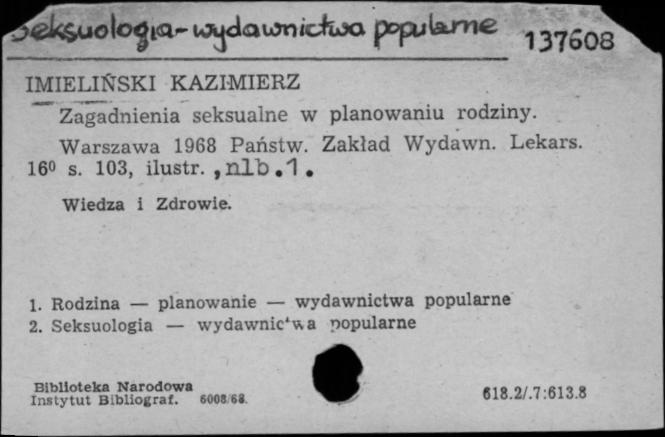 Seksuologia - wydawnictwa popularne 137608
IMIELIŃSKI KAZIMIERZ
Zagadnienia seksualne w planowaniu rodziny.
Warszawa 1968 Państw. Zakład Wydawn. Lekars.
16⁰ s. 103, ilustr. , nlb.1.
Wiedza i Zdrowie.
1. Rodzina — planowanie — wydawnictwa popularne
2. Seksuologia — wydawnictwa popularne
Biblioteka Narodowa
Instytut Bibliograf. 6008/68.
618.2/.7:613.8